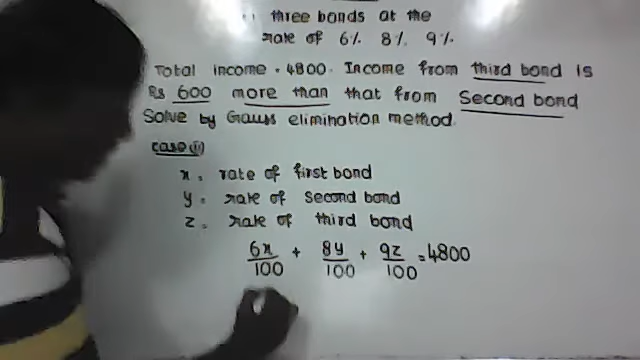 three bonds at the
rate of 6% 8% 9%
Total income = 4800. Income from third bond is
Rs 600 more than that from Second bond
Solve by Gauss elimination method.
case (i)
x = rate of first bond
y = rate of Second bond
z = rate of third bond
6x/100 + 8y/100 + 9z/100 = 4800